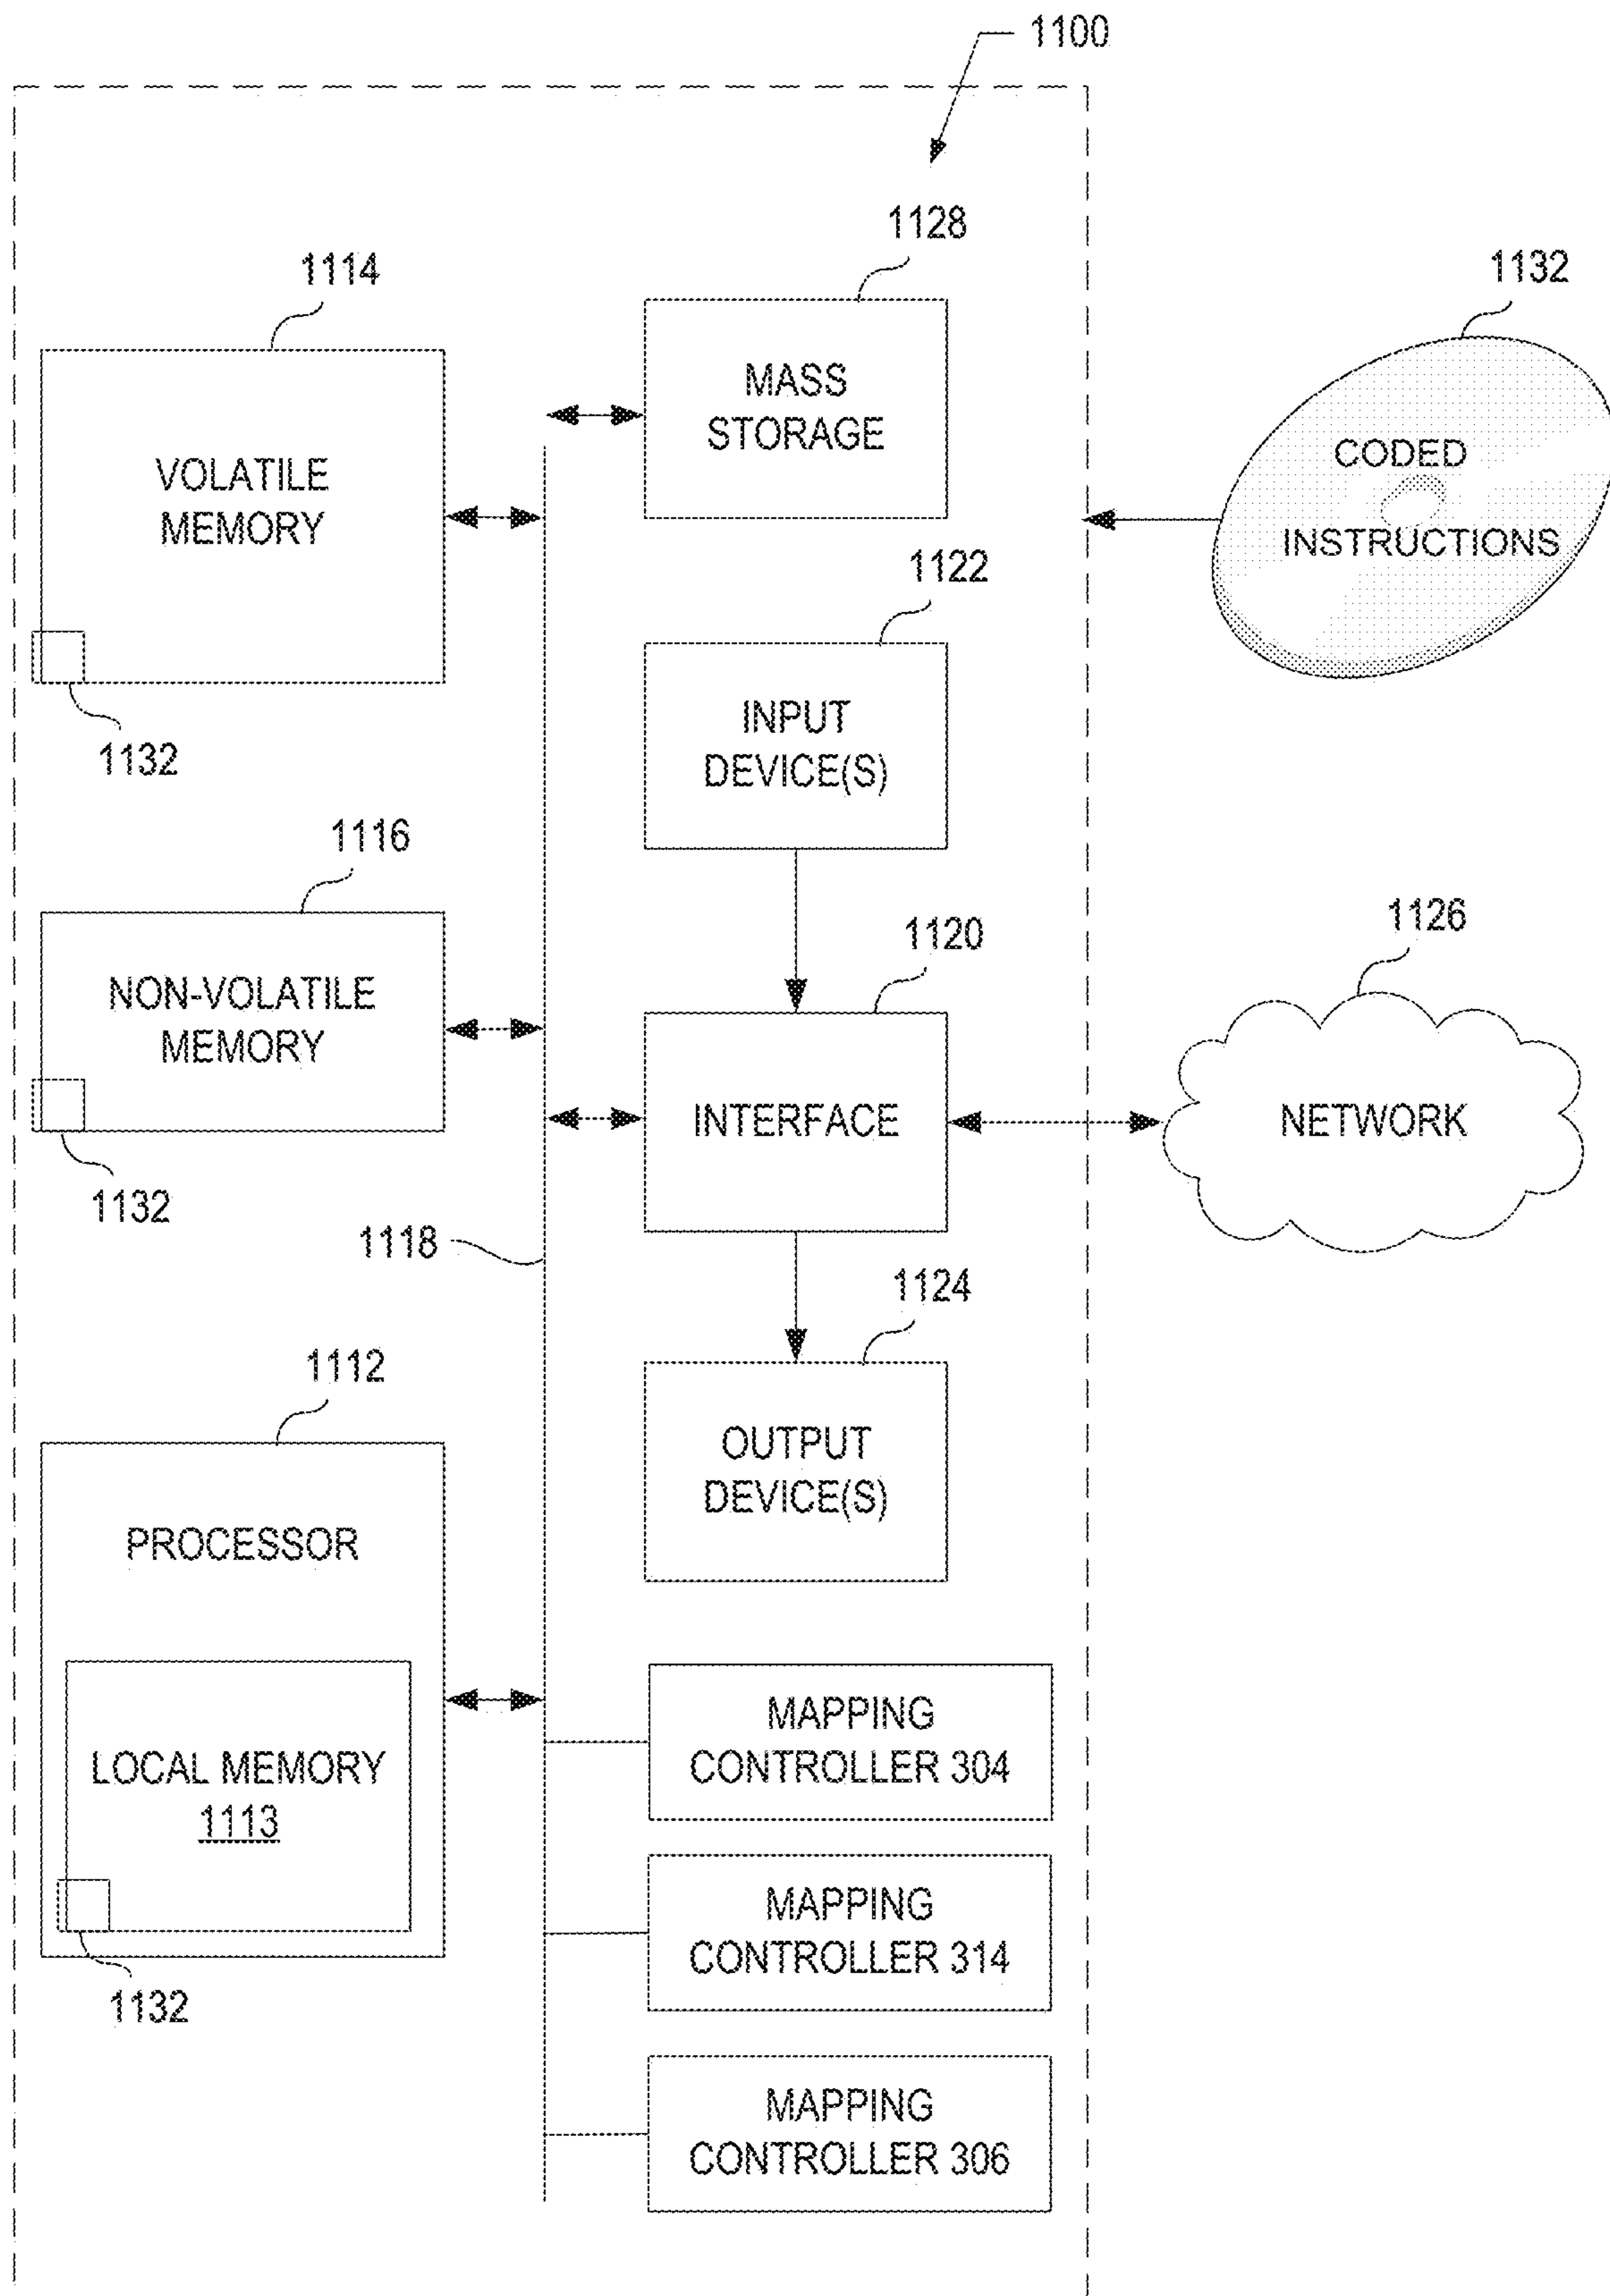 1100
1128
1114
1132
MASS
STORAGE
VOLATILE
MEMORY
CODED
INSTRUCTIONS
1122
1132
INPUT
DEVICE(S)
1116
1120
1126
NON-VOLATILE
MEMORY
INTERFACE
NETWORK
1132
1118
1124
1112
OUTPUT
DEVICE(S)
PROCESSOR
MAPPING
CONTROLLER 304
LOCAL MEMORY
1113
MAPPING
CONTROLLER 314
1132
MAPPING
CONTROLLER 306